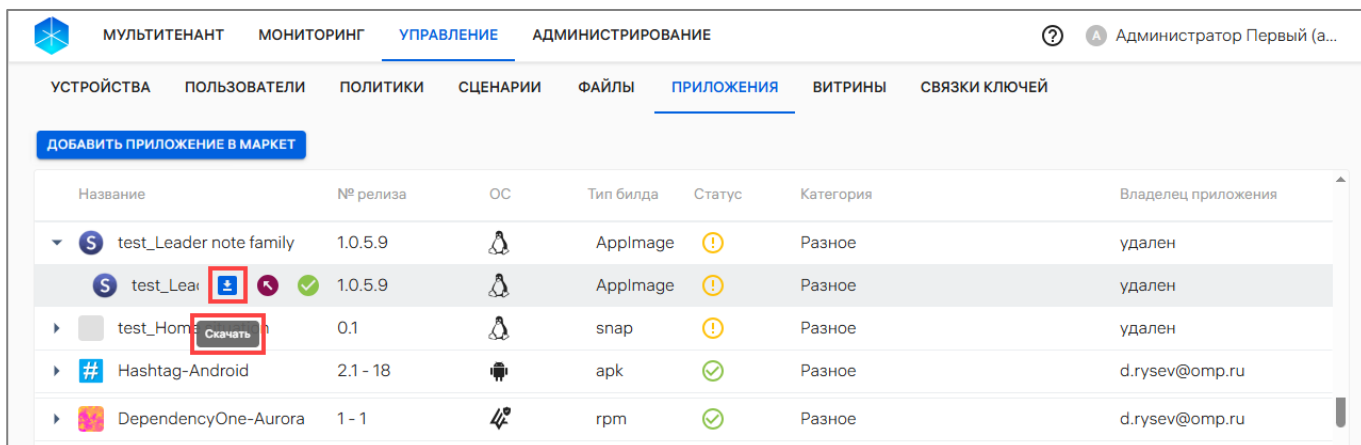 МУЛЬТИТЕНАНТ МОНИТОРИНГ УПРАВЛЕНИЕ АДМИНИСТРИРОВАНИЕ ? А Администратор Первый (а...
УСТРОЙСТВА ПОЛЬЗОВАТЕЛИ ПОЛИТИКИ СЦЕНАРИИ ФАЙЛЫ ПРИЛОЖЕНИЯ ВИТРИНЫ СВЯЗКИ КЛЮЧЕЙ
ДОБАВИТЬ ПРИЛОЖЕНИЕ В МАРКЕТ
Название № релиза ОС Тип билда Статус Категория Владелец приложения
S test_Leader note family 1.0.5.9 AppImage Разное удален
S test_Lead 1.0.5.9 AppImage Разное удален
test_Home situation 0.1 snap Разное удален
Скачать
# Hashtag-Android 2.1 - 18 apk Разное d.rysev@omp.ru
DependencyOne-Aurora 1 - 1 rpm Разное d.rysev@omp.ru